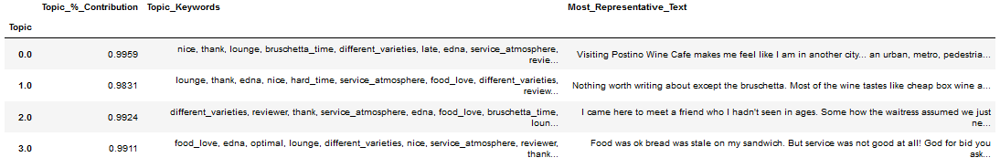 Topic_%_Contribution Topic_Keywords Most_Representative_Text
Topic
0.0 0.9959 nice, thank, lounge, bruschetta_time, different_varieties, late, edna, service_atmosphere, revie... Visiting Postino Wine Cafe makes me feel like I am in another city... an urban, metro, pedestria...
1.0 0.9831 lounge, thank, edna, nice, hard_time, service_atmosphere, food_love, different_varieties, review... Nothing worth writing about except the bruschetta. Most of the wine tastes like cheap box wine a...
2.0 0.9924 different_varieties, reviewer, thank, service_atmosphere, edna, food_love, bruschetta_time, loun... I came here to meet a friend who I hadn't seen in ages. Some how the waitress assumed we just ne...
3.0 0.9911 food_love, edna, optimal, lounge, different_varieties, nice, service_atmosphere, reviewer, thank... Food was ok bread was stale on my sandwich. But service was not good at all! God for bid you ask...